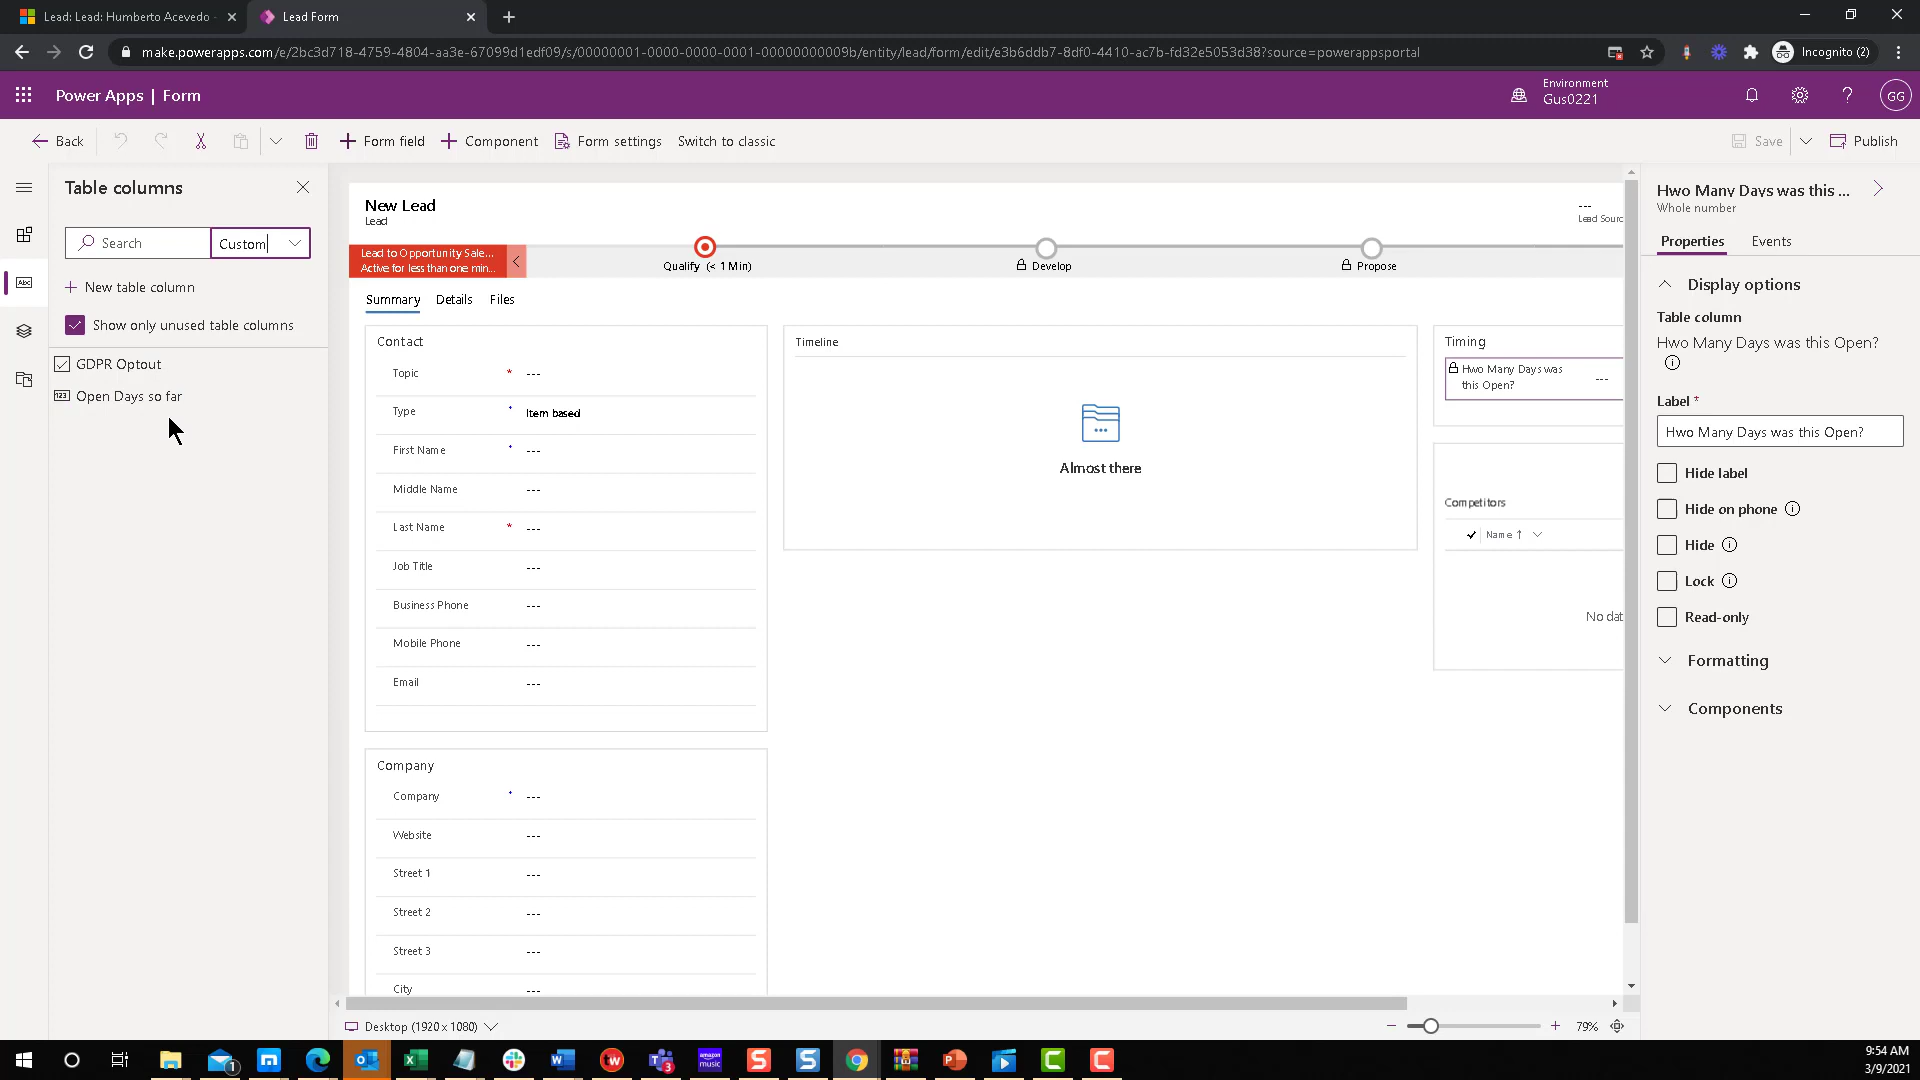 Lead: Lead: Humberto Acevedo -
Lead Form
make.powerapps.com/e/2bc3d718-4759-4804-aa3e-67099d1edf09/s/00000001-0000-0000-0001-00000000009b/entity/lead/form/edit/e3b6ddb7-8df0-4410-ac7b-fd32e5053d38?source=powerappsportal
Incognito (2)
Power Apps | Form
Environment
Gus0221
GG
Back
Form field
Component
Form settings
Switch to classic
Save
Publish
Table columns
Search
Custom
New table column
Show only unused table columns
GDPR Optout
123 Open Days so far
Abc
New Lead
Lead
---
Lead Sourc
Lead to Opportunity Sale...
Active for less than one min...
Qualify (< 1 Min)
Develop
Propose
Summary
Details
Files
Contact
Topic * ---
Type * Item based
First Name * ---
Middle Name ---
Last Name * ---
Job Title ---
Business Phone ---
Mobile Phone ---
Email ---
Company
Company * ---
Website ---
Street 1 ---
Street 2 ---
Street 3 ---
City ---
Timeline
Almost there
Timing
Hwo Many Days was
this Open?
---
Competitors
Name ↑
No dat
Hwo Many Days was this ...
Whole number
Properties
Events
Display options
Table column
Hwo Many Days was this Open?
Label *
Hwo Many Days was this Open?
Hide label
Hide on phone
Hide
Lock
Read-only
Formatting
Components
Desktop (1920 x 1080)
79%
1
3
amazon
music
tw
9:54 AM
3/9/2021